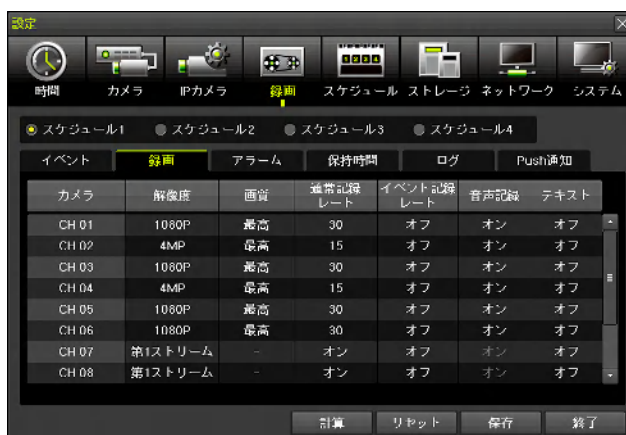 設定
時間 カメラ IPカメラ 録画 スケジュール ストレージ ネットワーク システム
スケジュール1 スケジュール2 スケジュール3 スケジュール4
イベント 録画 アラーム 保持時間 ログ Push通知
カメラ 解像度 画質 通常記録レート イベント記録レート 音声記録 テキスト
CH 01 1080P 最高 30 オフ オン オフ
CH 02 4MP 最高 15 オフ オン オフ
CH 03 1080P 最高 30 オフ オン オフ
CH 04 4MP 最高 15 オフ オン オフ
CH 05 1080P 最高 30 オフ オン オフ
CH 06 1080P 最高 30 オフ オン オフ
CH 07 第1ストリーム - オン オフ オン オフ
CH 08 第1ストリーム - オン オフ オン オフ
計算 リセット 保存 終了